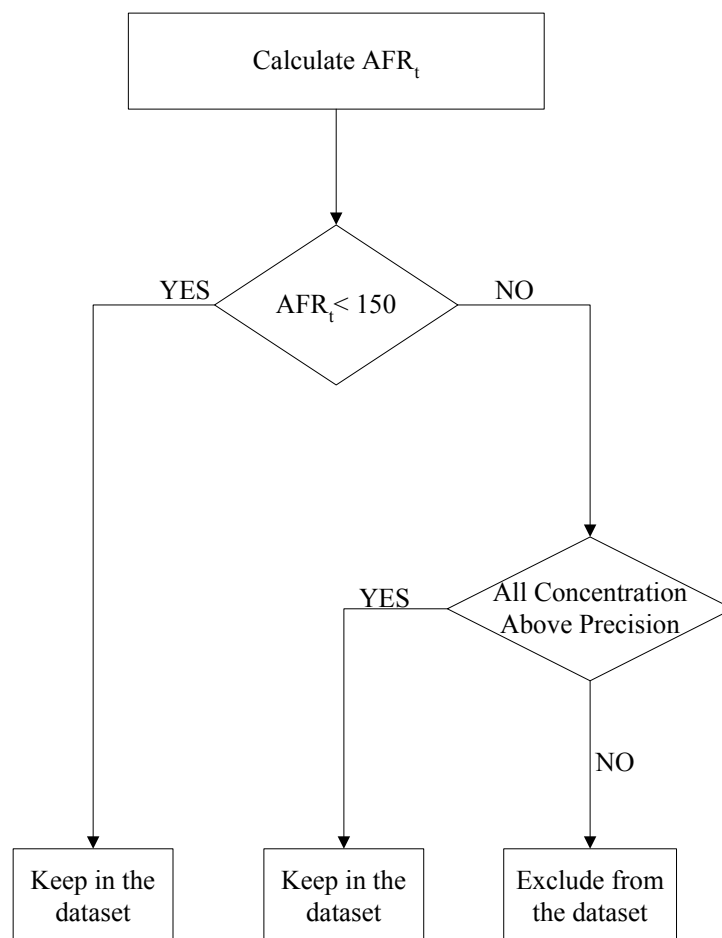 Calculate AFRt
YES
AFRt< 150
NO
All Concentration
Above Precision
YES
NO
Keep in the
dataset
Keep in the
dataset
Exclude from
the dataset